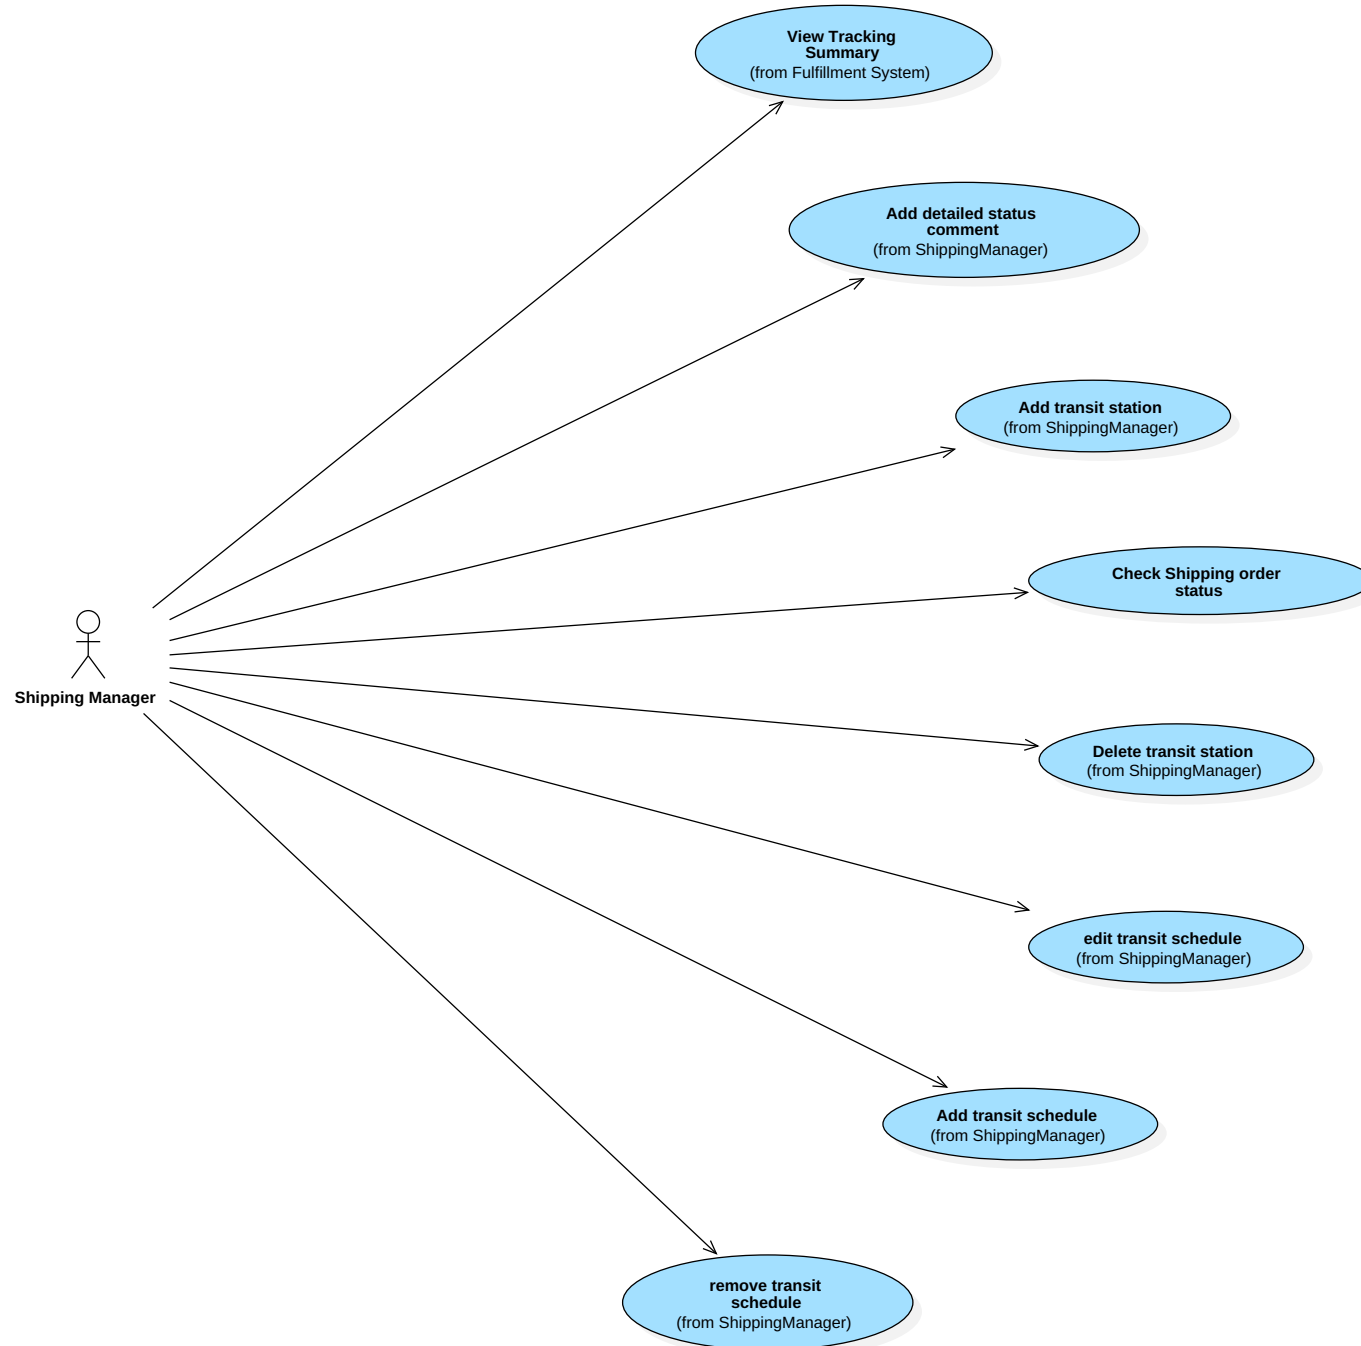 View Tracking
Summary
(from Fulfillment System)
Add detailed status
comment
(from ShippingManager)
Add transit station
(from ShippingManager)
Check Shipping order
status
Shipping Manager
Delete transit station
(from ShippingManager)
edit transit schedule
(from ShippingManager)
Add transit schedule
(from ShippingManager)
remove transit
schedule
(from ShippingManager)